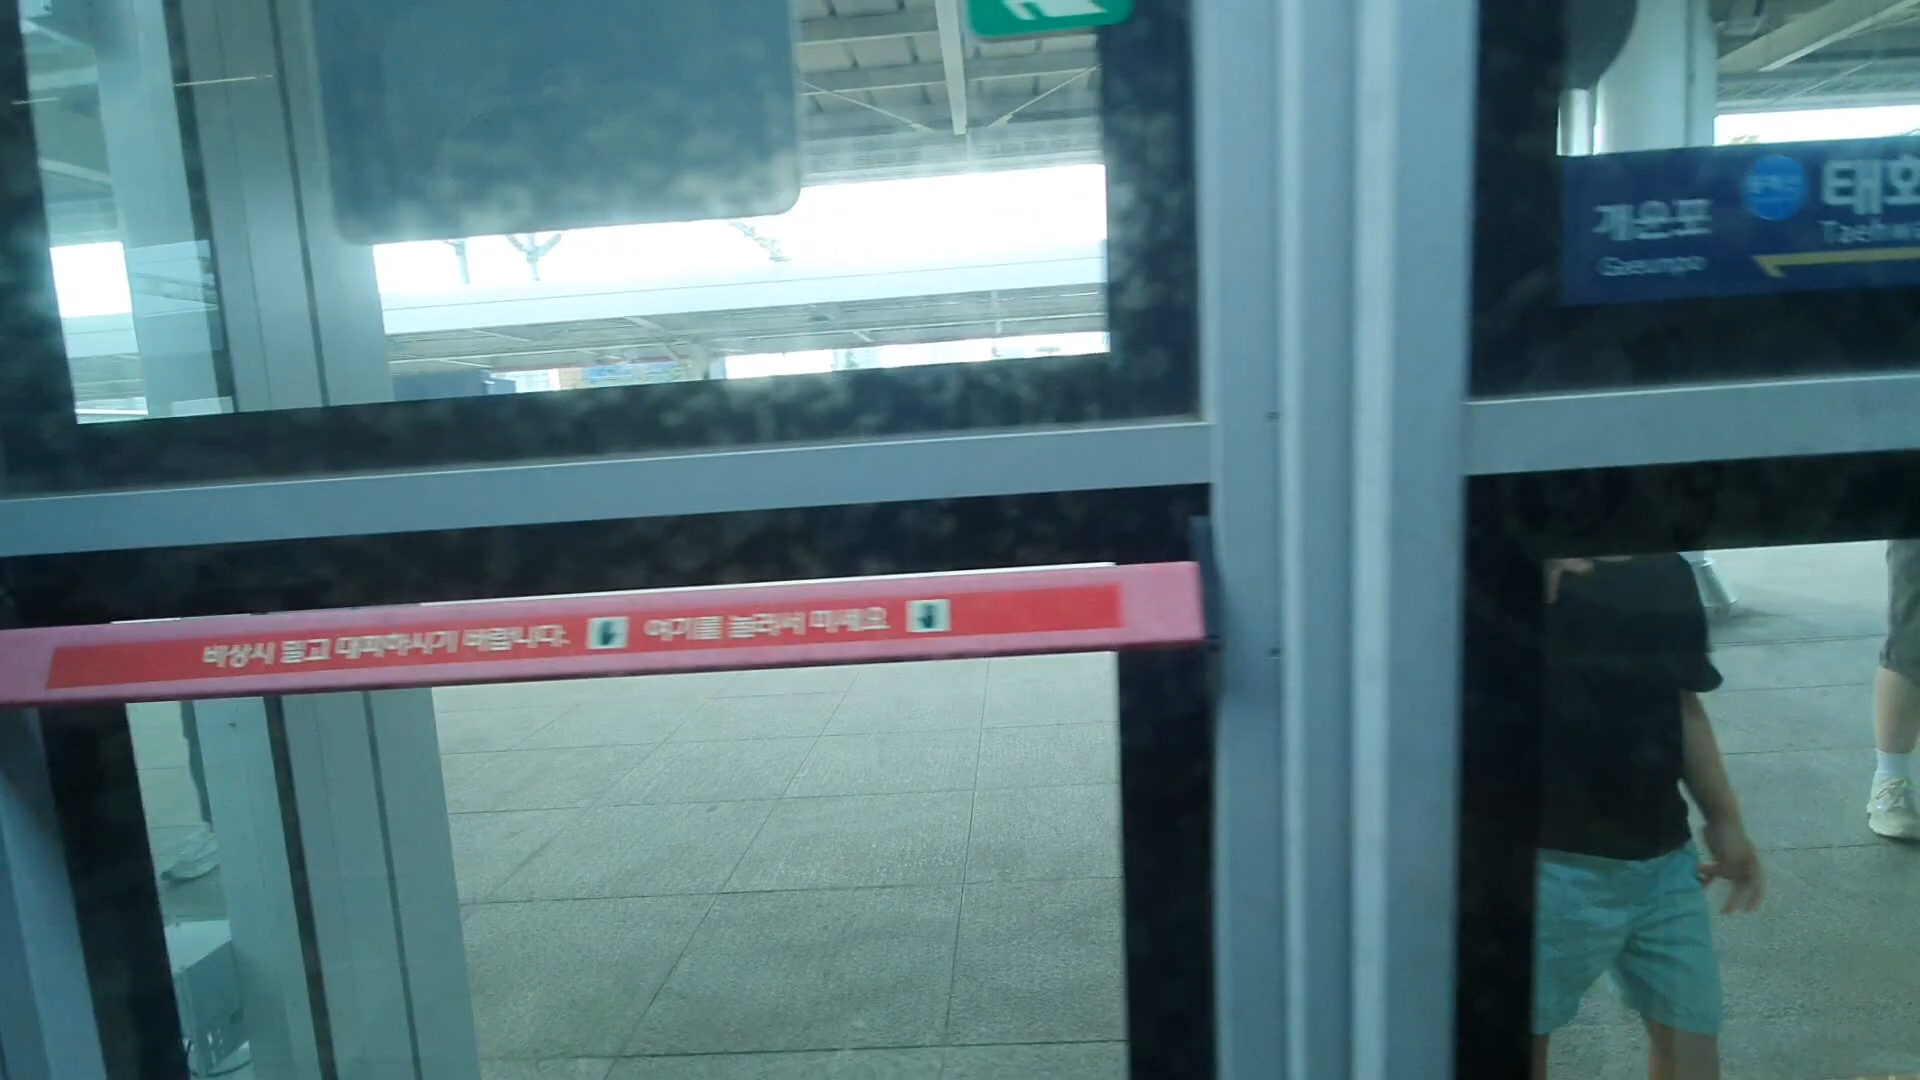 태화
개운포
Taehwa
Gaeunpo
비상시 밀고 대피하시기 바랍니다. 여기를 눌러서 미세요